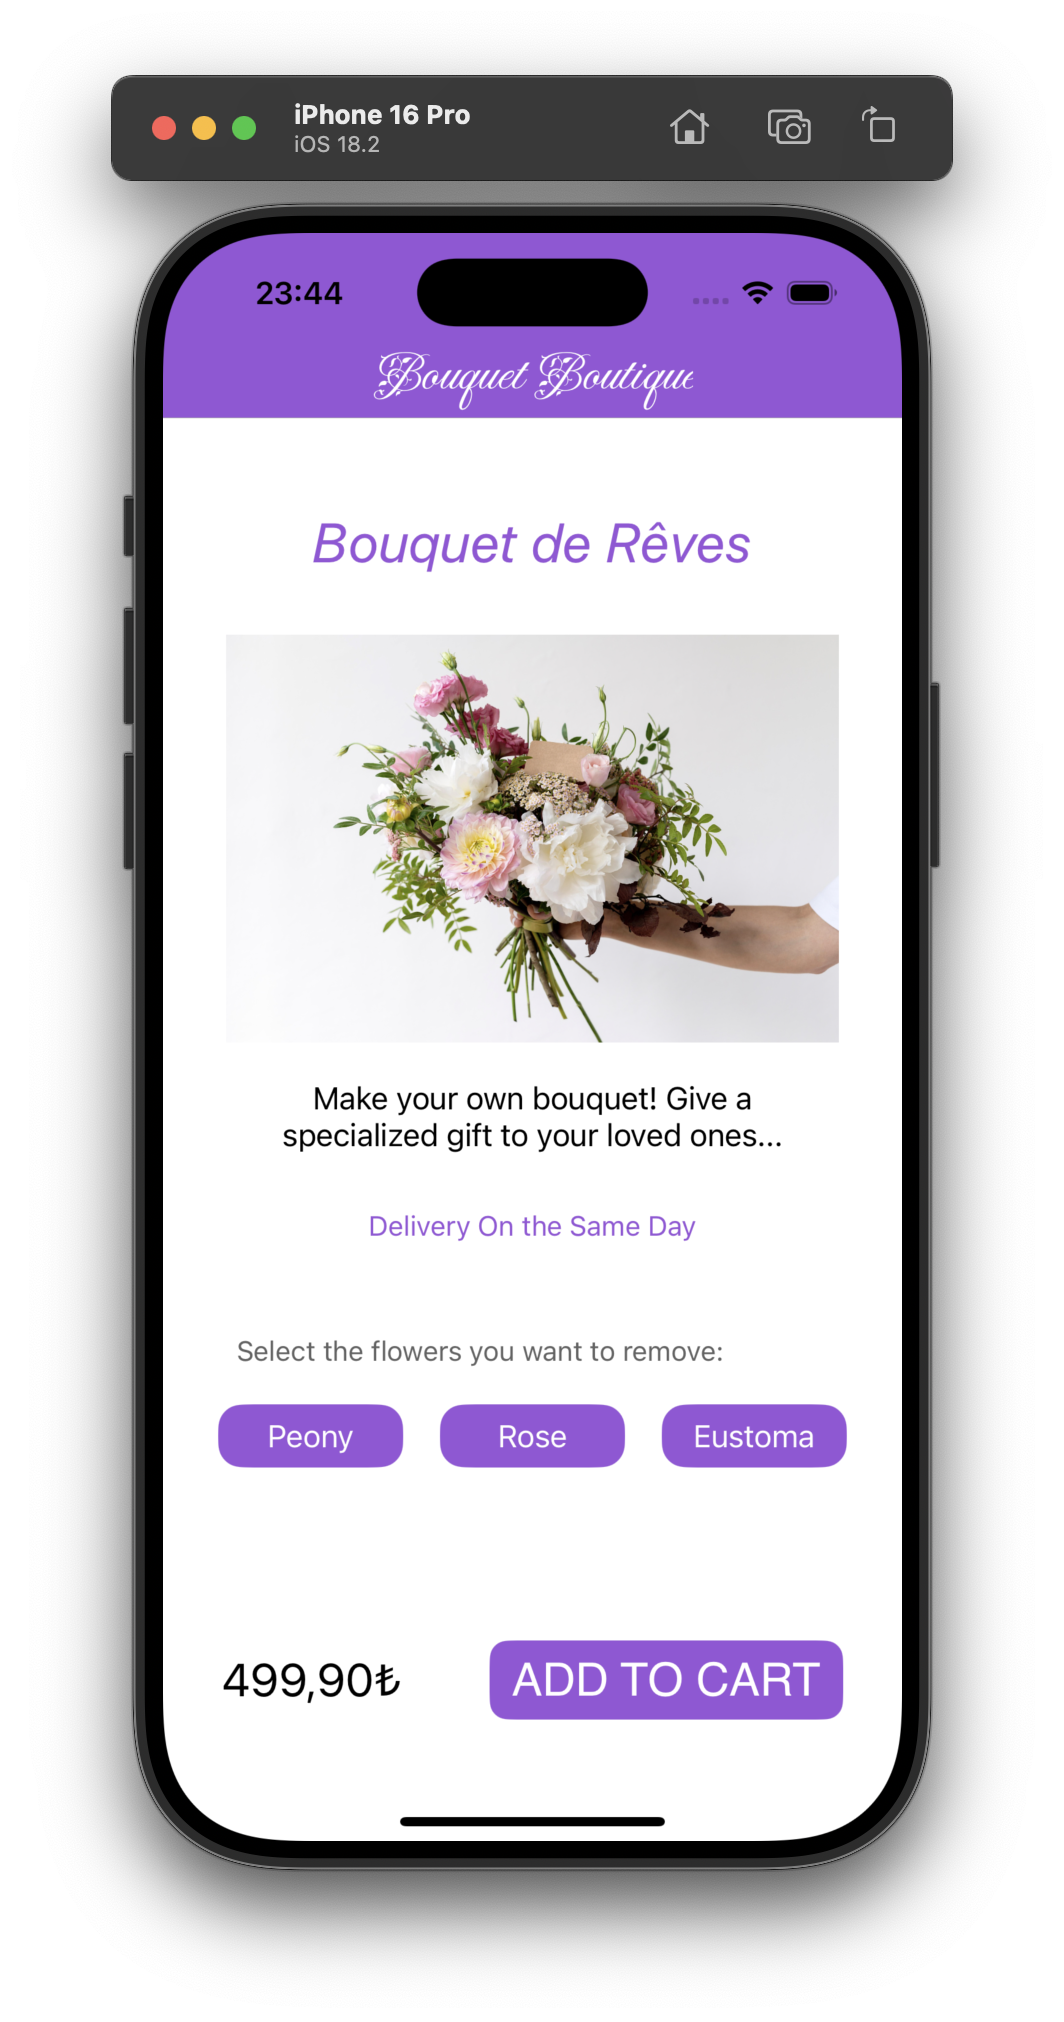 iPhone 16 Pro
iOS 18.2
23:44
Bouquet Boutique
Bouquet de Rêves
Make your own bouquet! Give a
specialized gift to your loved ones...
Delivery On the Same Day
Select the flowers you want to remove:
Peony Rose Eustoma
499,90₺ ADD TO CART